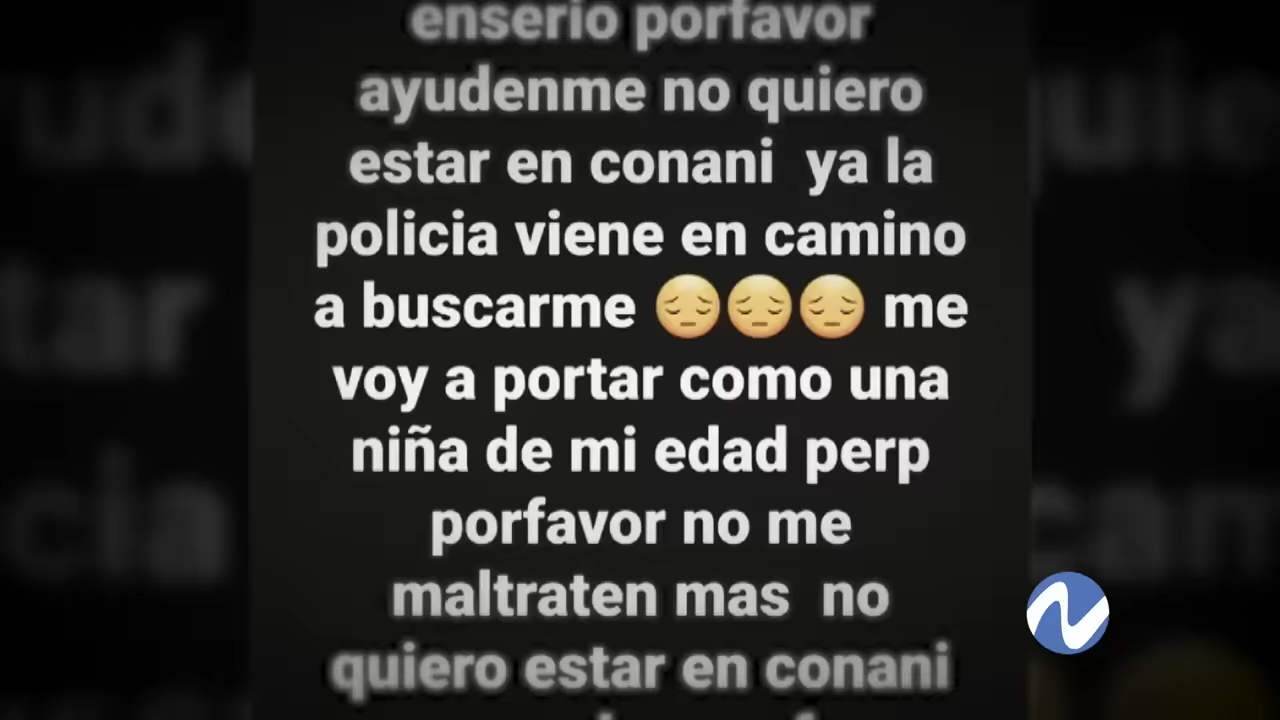 enserio porfavor
ayudenme no quiero
estar en conani ya la
policia viene en camino
a buscarme 😔😔😔 me
voy a portar como una
niña de mi edad perp
porfavor no me
maltraten mas no
quiero estar en conani